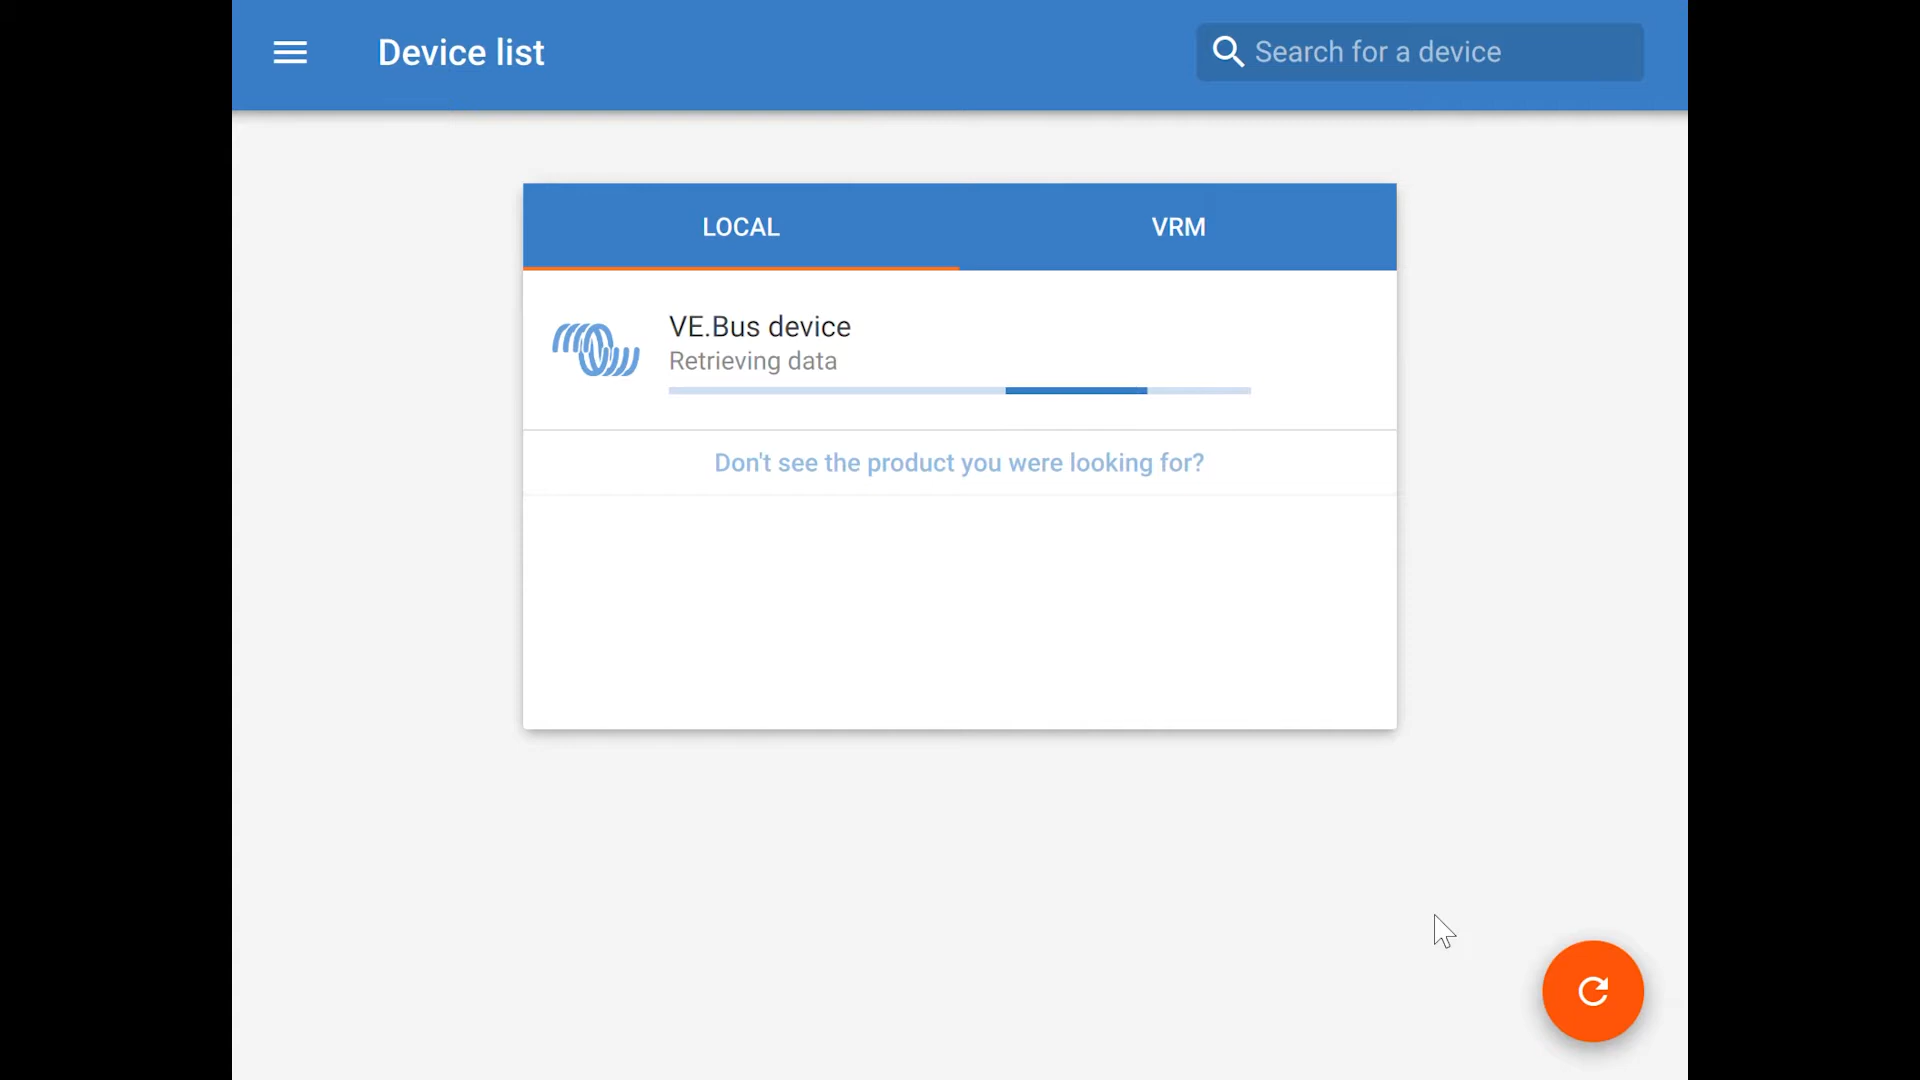 Device list
Search for a device
LOCAL
VRM
VE.Bus device
Retrieving data
Don't see the product you were looking for?